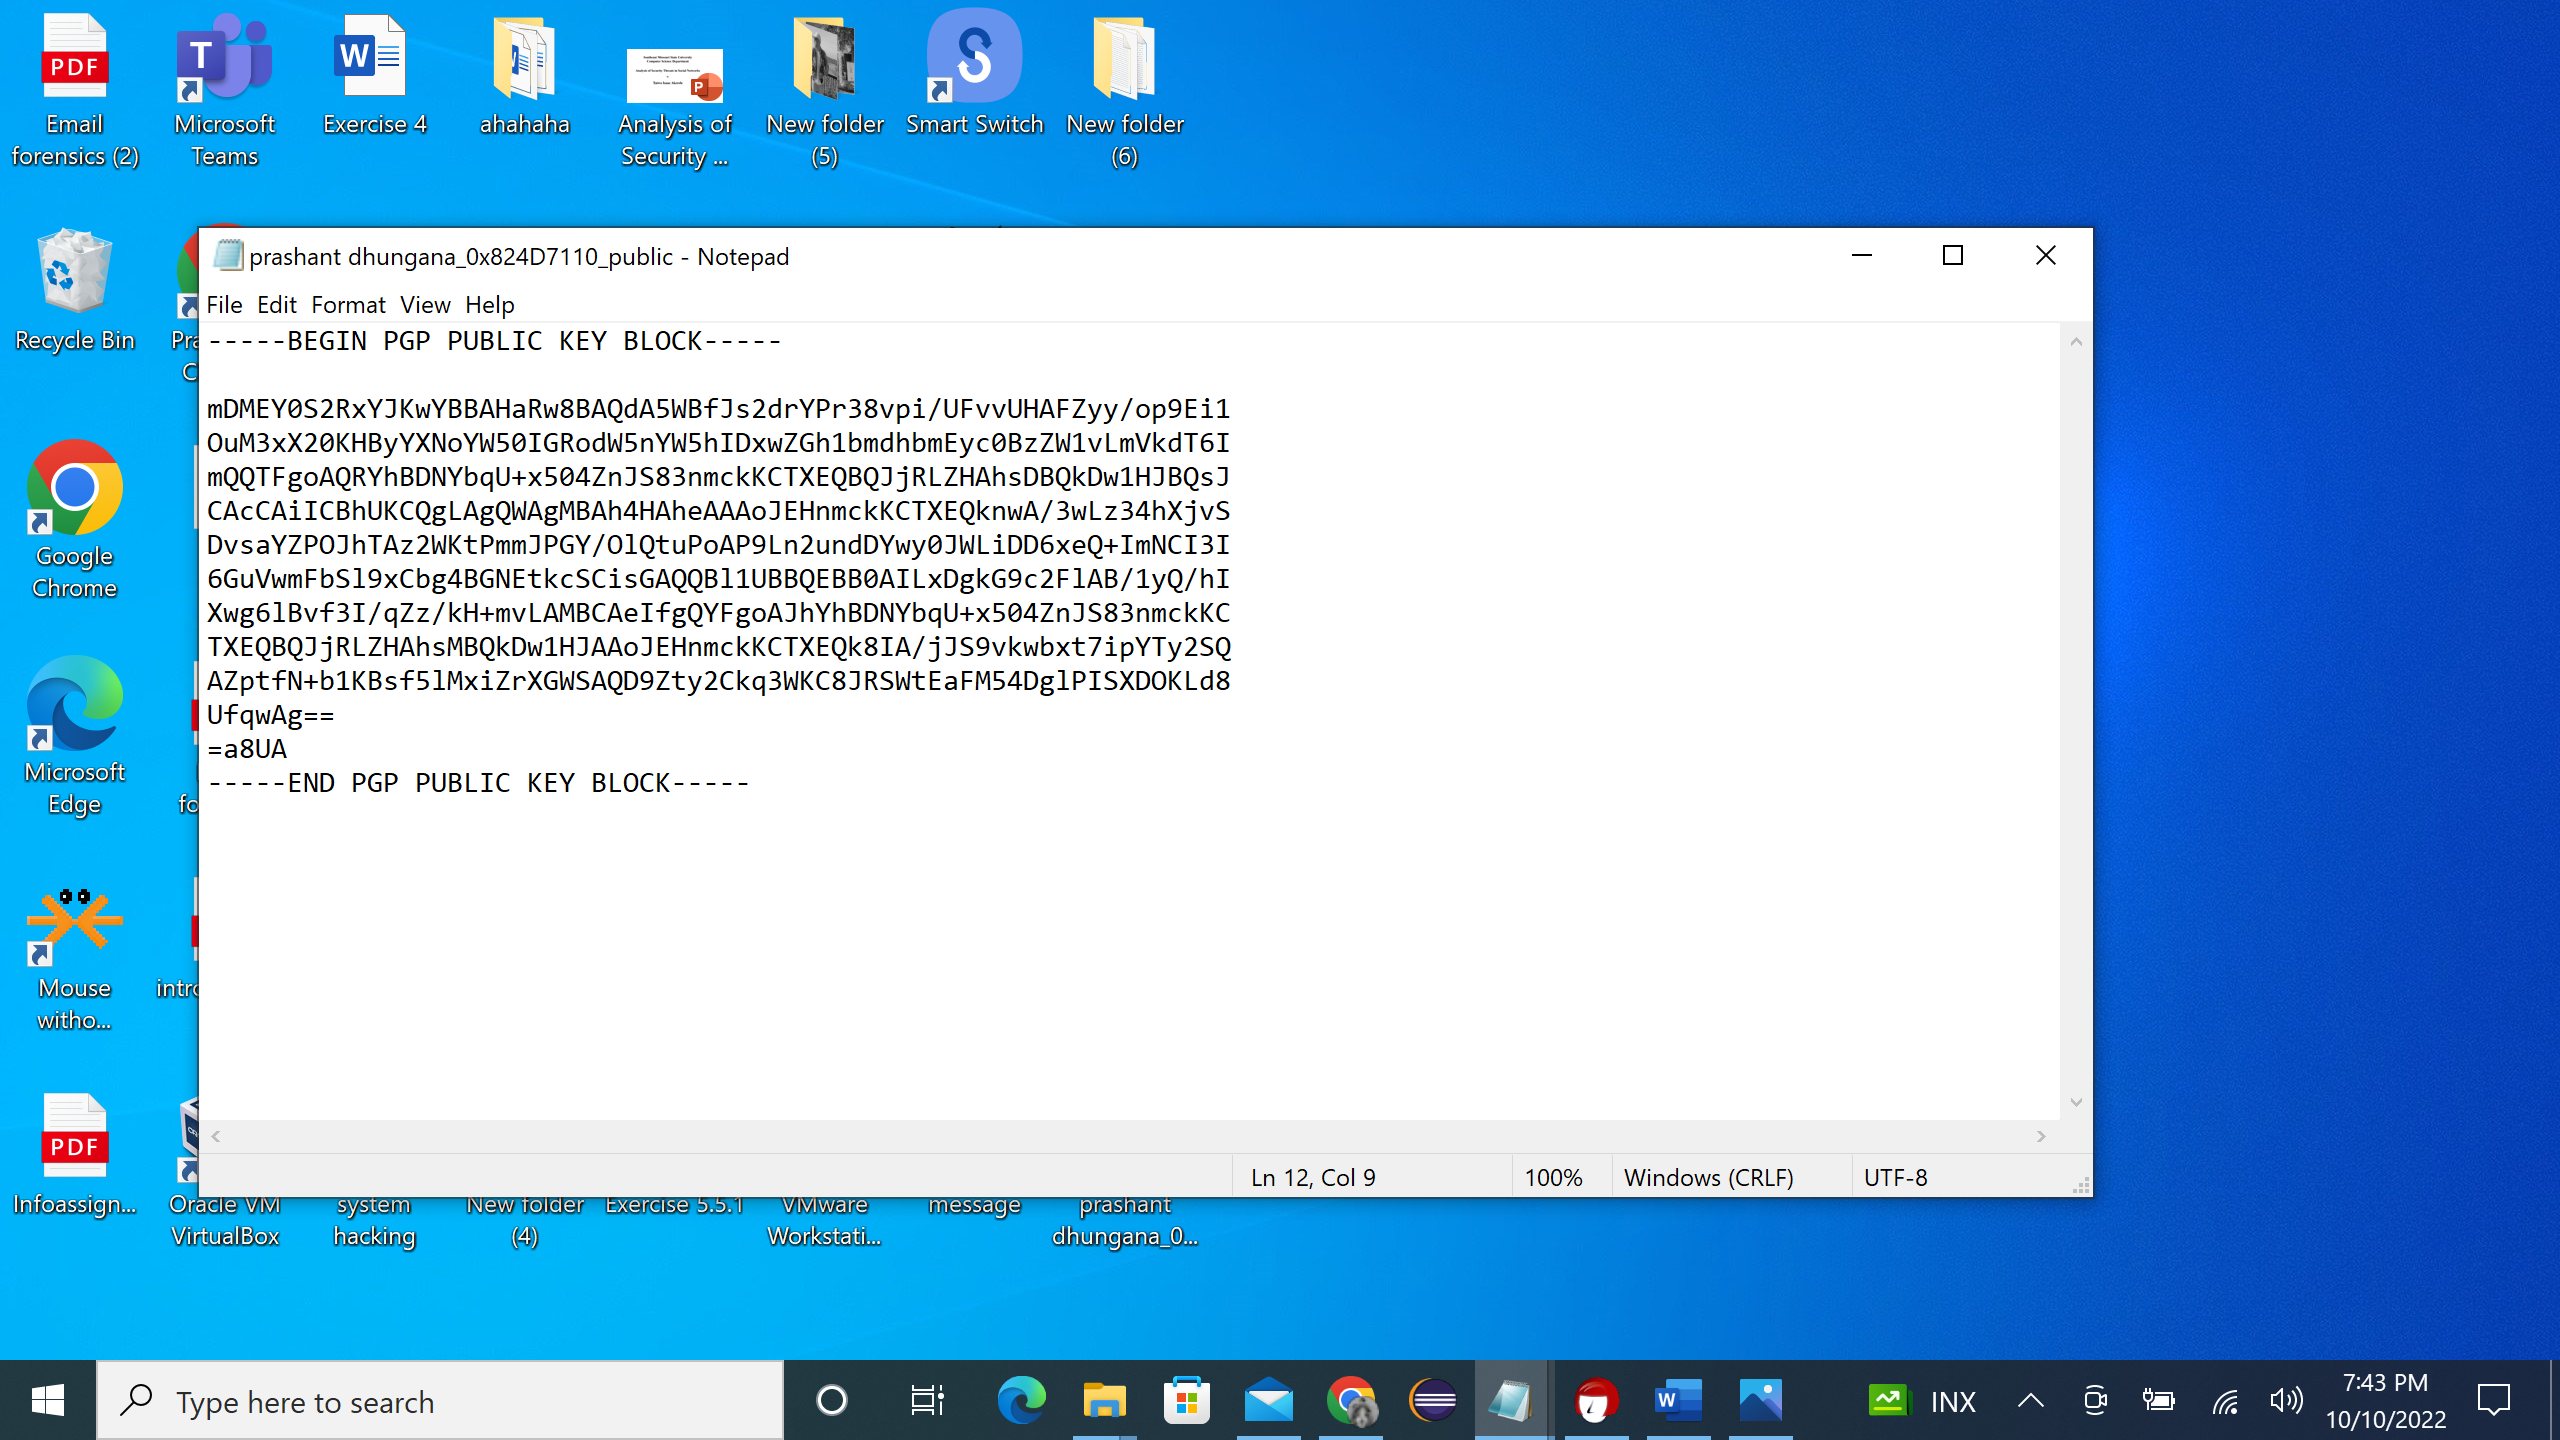 PDF
Email
forensics (2)
Microsoft
Teams
Exercise 4
ahahaha
Analysis of
Security ...
New folder
(5)
Smart Switch
New folder
(6)
Recycle Bin
prashant dhungana_0x824D7110_public - Notepad
File Edit Format View Help
-----BEGIN PGP PUBLIC KEY BLOCK-----
mDMEY0S2RxYJKwYBBAHaRw8BAQdA5WBfJs2drYPr38vpi/UFvvUHAFZyy/op9Ei1
OuM3xX20KHByYXNoYW50IGRodW5nYW5hIDxwZGh1bmdhbmEyc0BzZW1vLmVkdT6I
mQQTFgoAQRYhBDNYbqU+x504ZnJS83nmckKCTXEQBQJjRLZHAhsDBQkDw1HJBQsJ
CAcCAiICBhUKCQgLAgQWAgMBAh4HAheAAAoJEHnmckKCTXEQknwA/3wLz34hXjvS
DvsaYZPOJhTAz2WKtPmmJPGY/OlQtuPoAP9Ln2undDYwy0JWLiDD6xeQ+ImNCI3I
6GuVwmFbSl9xCbg4BGNEtkcSCisGAQQBl1UBBQEBB0AILxDgkG9c2FlAB/1yQ/hI
Xwg6lBvf3I/qZz/kH+mvLAMBCAeIfgQYFgoAJhYhBDNYbqU+x504ZnJS83nmckKC
TXEQBQJjRLZHAhsMBQkDw1HJAAoJEHnmckKCTXEQk8IA/jJS9vkwbxt7ipYTy2SQ
AZptfN+b1KBsf5lMxiZrXGWSAQD9Zty2Ckq3WKC8JRSWtEaFM54DglPISXDOKLd8
UfqwAg==
=a8UA
-----END PGP PUBLIC KEY BLOCK-----
Ln 12, Col 9
100%
Windows (CRLF)
UTF-8
Google
Chrome
Microsoft
Edge
Mouse
witho...
PDF
Infoassign...
Oracle VM
VirtualBox
system
hacking
New folder
(4)
Exercise 5.5.1
VMware
Workstati...
message
prashant
dhungana_0...
Type here to search
INX
7:43 PM
10/10/2022